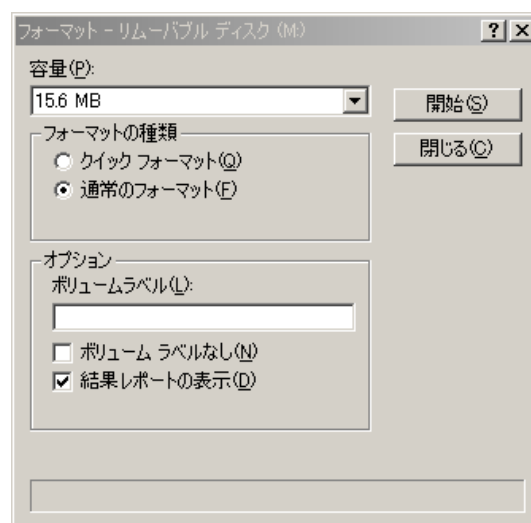 フォーマット - リムーバブル ディスク (M:)
容量(P):
15.6 MB
開始(S)
フォーマットの種類
閉じる(C)
クイック フォーマット(Q)
通常のフォーマット(F)
オプション
ボリュームラベル(L):
ボリューム ラベルなし(N)
結果レポートの表示(D)